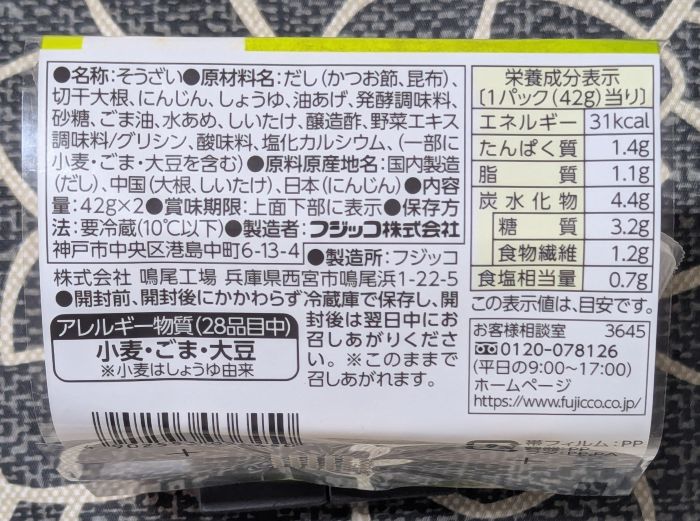 ●名称:そうざい●原材料名:だし(かつお節、昆布)、
切干大根、にんじん、しょうゆ、油あげ、発酵調味料、
砂糖、ごま油、水あめ、しいたけ、醸造酢、野菜エキス
調味料/グリシン、酸味料、塩化カルシウム、(一部に
小麦・ごま・大豆を含む)●原料原産地名:国内製造
(だし)、中国(大根、しいたけ)、日本(にんじん)●内容
量:42g×2●賞味期限:上面下部に表示●保存方
法:要冷蔵(10℃以下)●製造者:フジッコ株式会社
神戸市中央区港島中町6-13-4●製造所:フジッコ
株式会社 鳴尾工場 兵庫県西宮市鳴尾浜1-22-5
●開封前、開封後にかかわらず冷蔵庫で保存し、開
封後は翌日中にお
召しあがりくださ
い。※このままで
召しあがれます。
アレルギー物質(28品目中)
小麦・ごま・大豆
※小麦はしょうゆ由来
栄養成分表示
〔1パック(42g)当り〕
エネルギー 31kcal
たんぱく質 1.4g
脂質 1.1g
炭水化物 4.4g
糖質 3.2g
食物繊維 1.2g
食塩相当量 0.7g
この表示値は、目安です。
お客様相談室 3645
0120-078126
(平日の9:00~17:00)
ホームページ
https://www.fujicco.co.jp/
帯フィルム:PP